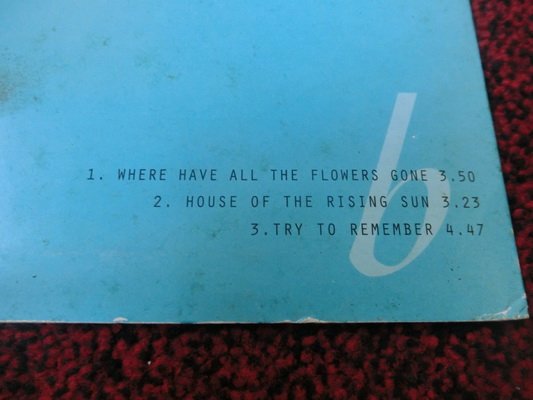 b
1. WHERE HAVE ALL THE FLOWERS GONE 3.50
2. HOUSE OF THE RISING SUN 3.23
3.TRY TO REMEMBER 4.47